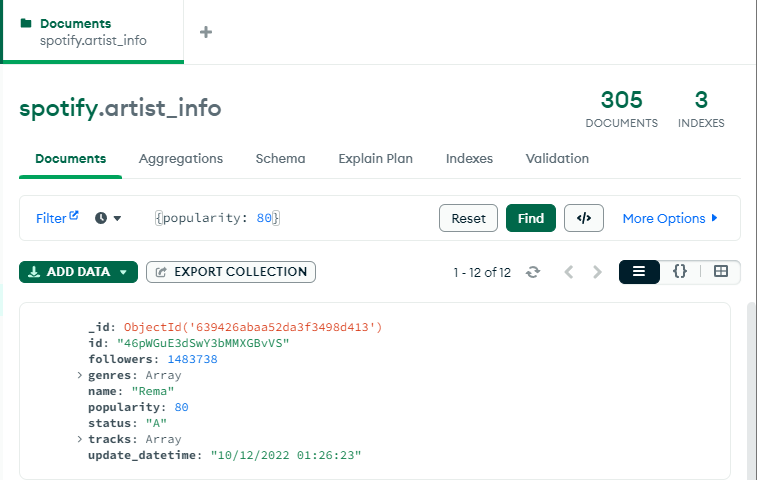 Documents
spotify.artist_info
+
spotify.artist_info
305
DOCUMENTS
3
INDEXES
Documents Aggregations Schema Explain Plan Indexes Validation
Filter {popularity: 80} Reset Find </> More Options
ADD DATA EXPORT COLLECTION 1 - 12 of 12 {}
_id: ObjectId('639426abaa52da3f3498d413')
id: "46pWGuE3dSwY3bMMXGBvVS"
followers: 1483738
> genres: Array
name: "Rema"
popularity: 80
status: "A"
> tracks: Array
update_datetime: "10/12/2022 01:26:23"